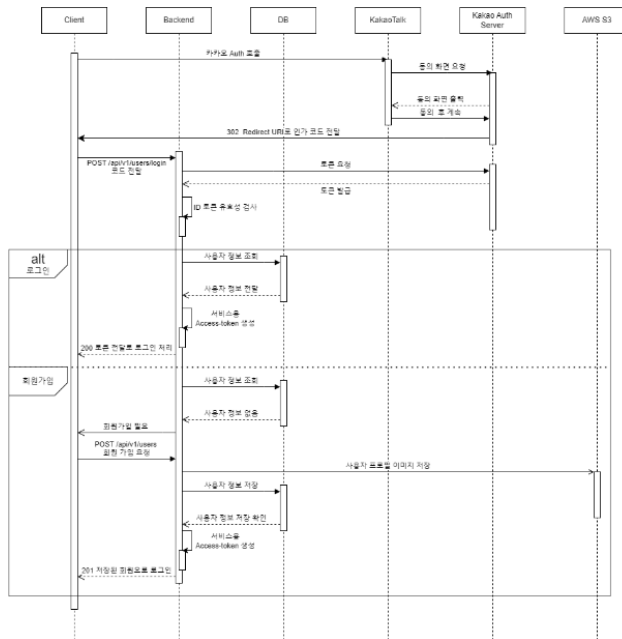 Client
Backend
DB
KakaoTalk
Kakao Auth
Server
AWS S3
카카오 Auth 호출
동의 화면 요청
동의 화면 출력
동의 후 계속
302 Redirect URI로 인가 코드 전달
POST /api/v1/users/login
코드 전달
토큰 요청
토큰 발급
ID 토큰 유효성 검사
alt
로그인
사용자 정보 조회
사용자 정보 전달
서비스용
Access-token 생성
200 토큰 전달로 로그인 처리
회원가입
사용자 정보 조회
사용자 정보 없음
회원가입 필요
POST /api/v1/users
회원 가입 요청
사용자 프로필 이미지 저장
사용자 정보 저장
사용자 정보 저장 확인
서비스용
Access-token 생성
201 저장된 회원으로 로그인